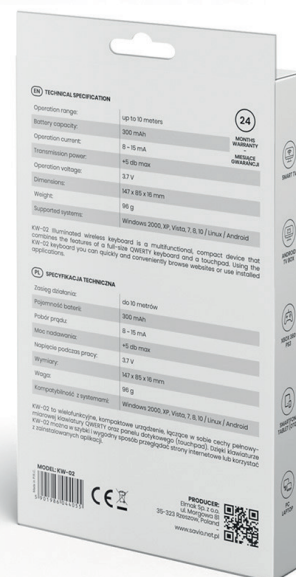 EN TECHNICAL SPECIFICATION
Operation range: up to 10 meters
Battery capacity: 300 mAh
Operation current: 8 - 15 mA
Transmission power: +5 db max
Operation voltage: 3.7 V
Dimensions: 147 x 85 x 16 mm
Weight: 96 g
Supported systems: Windows 2000, XP, Vista, 7, 8, 10 / Linux / Android
KW-02 Illuminated wireless keyboard is a multifunctional, compact device that
combines the features of a full-size QWERTY keyboard and a touchpad. Using the
KW-02 keyboard you can quickly and conveniently browse websites or use installed
applications.
24
MONTHS
WARRANTY
-
MIESIĄCE
GWARANCJI
PL SPECYFIKACJA TECHNICZNA
Zasięg działania: do 10 metrów
Pojemność baterii: 300 mAh
Pobór prądu: 8 - 15 mA
Moc nadawania: +5 db max
Napięcie podczas pracy: 3.7 V
Wymiary: 147 x 85 x 16 mm
Waga: 96 g
Kompatybilność z systemami: Windows 2000, XP, Vista, 7, 8, 10 / Linux / Android
KW-02 to wielofunkcyjne, kompaktowe urządzenie, łączące w sobie cechy pełnowy-
miarowej klawiatury QWERTY oraz panelu dotykowego (touchpad). Dzięki klawiaturze
KW-02 można w szybki i wygodny sposób przeglądać strony internetowe lub korzystać
z zainstalowanych aplikacji.
MODEL: KW-02
CE
PRODUCER:
Elmak Sp. z o.o.
ul. Morgowa 81
35-323 Rzeszow, Poland
www.savio.net.pl
SMART TV
ANDROID
TV BOX